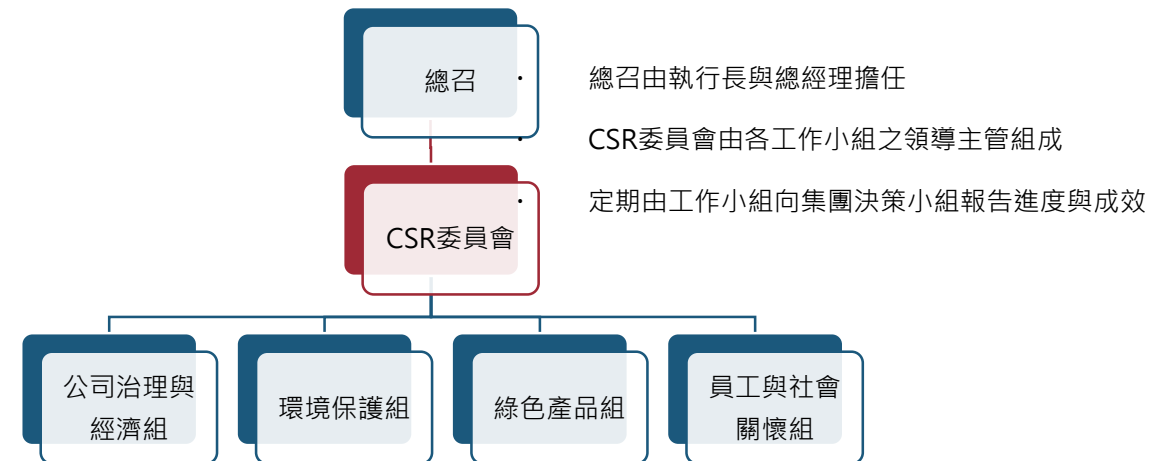 總召
• 總召由執行長與總經理擔任
• CSR委員會由各工作小組之領導主管組成
• 定期由工作小組向集團決策小組報告進度與成效
CSR委員會
公司治理與
經濟組
環境保護組
綠色產品組
員工與社會
關懷組